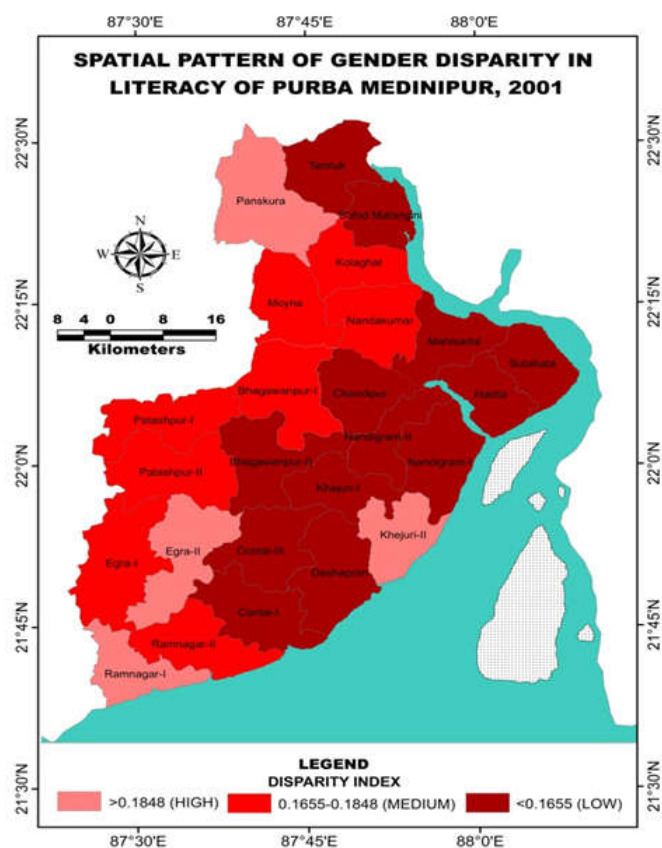 87°30'E 87°45'E 88°0'E
SPATIAL PATTERN OF GENDER DISPARITY IN
LITERACY OF PURBA MEDINIPUR, 2001
22°30'N 22°30'N
Tamluk
Panskura
Sahid Matangini
N
W E
S
Kolaghat
22°15'N 22°15'N
Moyna
8 4 0 8 16
Kilometers
Nandakumar
Mahisadal
Sutahata
Haldia
Bhagawanpur-I
Chandipur
Patashpur-I
Nandigram-II
22°0'N 22°0'N
Patashpur-II
Bhagawanpur-II
Nandigram-I
Khejuri-I
Khejuri-II
Egra-II
Contai-III
Egra-I
Deshapran
Contai-I
21°45'N 21°45'N
Ramnagar-II
Ramnagar-I
LEGEND
DISPARITY INDEX
21°30'N 21°30'N
>0.1848 (HIGH) 0.1655-0.1848 (MEDIUM) <0.1655 (LOW)
87°30'E 87°45'E 88°0'E